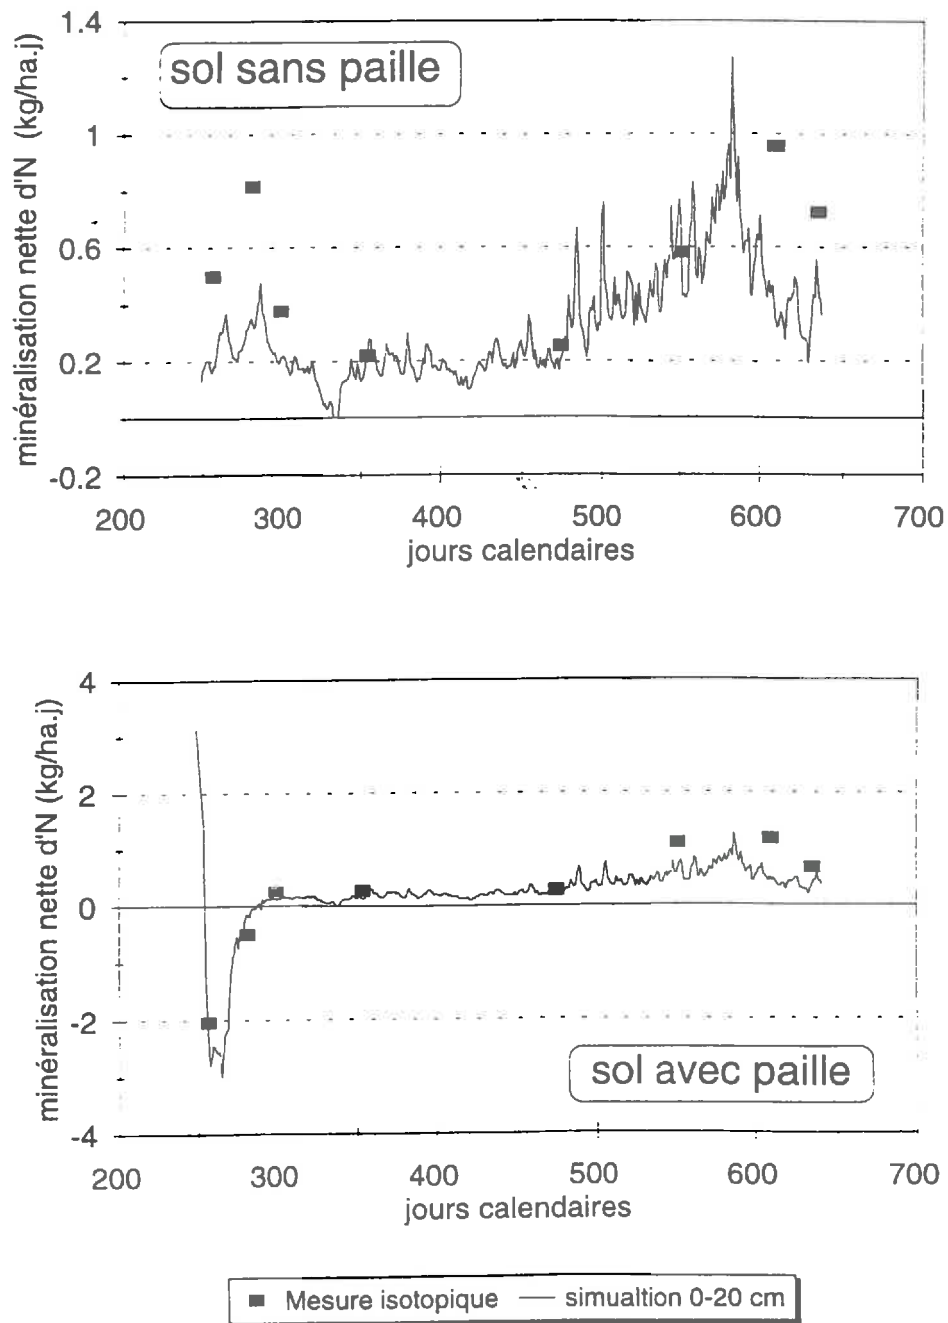 1.4
sol sans paille
1
0.6
0.2
-0.2
minéralisation nette d'N (kg/ha.j)
200 300 400 500 600 700
jours calendaires
4
2
0
-2
-4
minéralisation nette d'N (kg/ha.j)
sol avec paille
200 300 400 500 600 700
jours calendaires
Mesure isotopique simualtion 0-20 cm